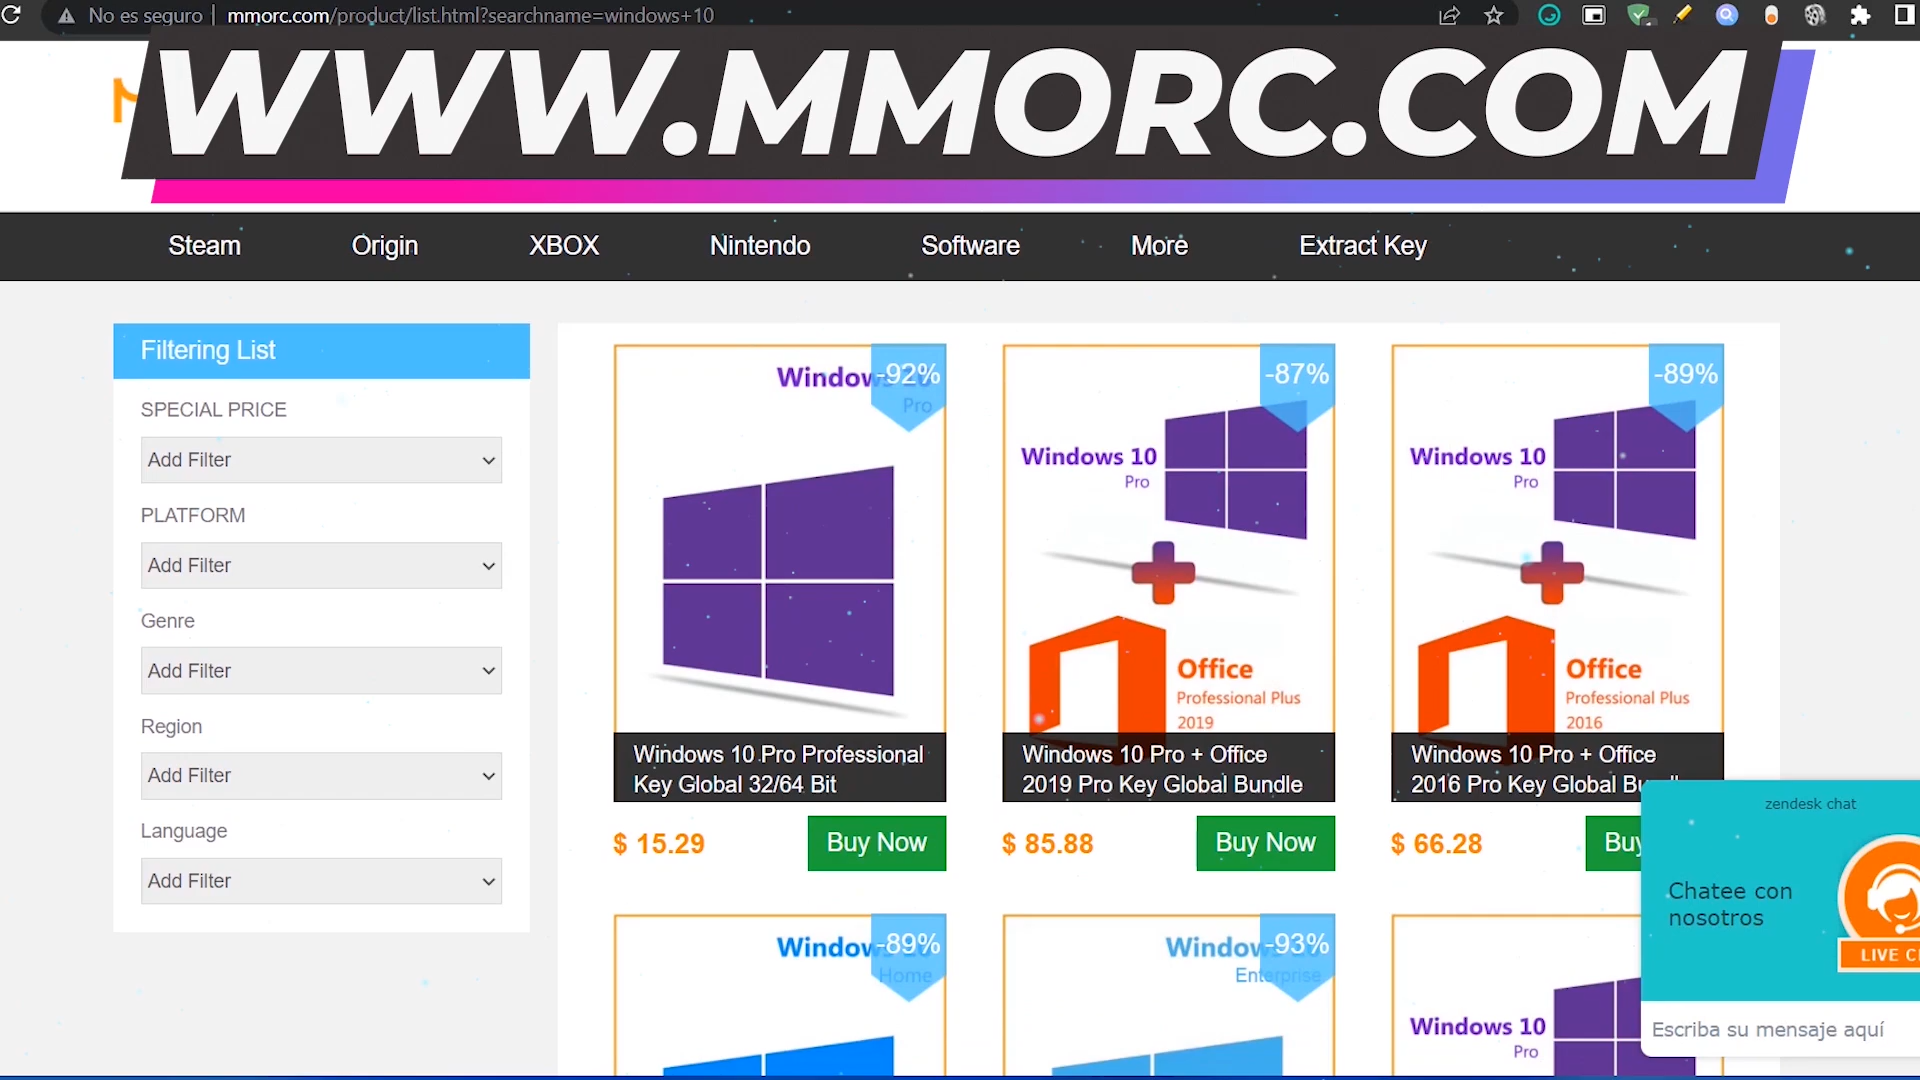 No es seguro | mmorc.com/product/list.html?searchname=windows+10
WWW.MMORC.COM
Steam Origin XBOX Nintendo Software More Extract Key
Filtering List
SPECIAL PRICE
Add Filter
PLATFORM
Add Filter
Genre
Add Filter
Region
Add Filter
Language
Add Filter
-92%
Pro
Windows 10 Pro Professional
Key Global 32/64 Bit
$ 15.29
Buy Now
-87%
Windows 10
Pro
Office
Professional Plus
2019
Windows 10 Pro + Office
2019 Pro Key Global Bundle
$ 85.88
Buy Now
-89%
Windows 10
Pro
Office
Professional Plus
2016
Windows 10 Pro + Office
2016 Pro Key Global
$ 66.28
Buy
-89%
Home
-93%
Enterprise
Windows 10
Pro
zendesk chat
Chatee con
nosotros
LIVE
Escriba su mensaje aquí